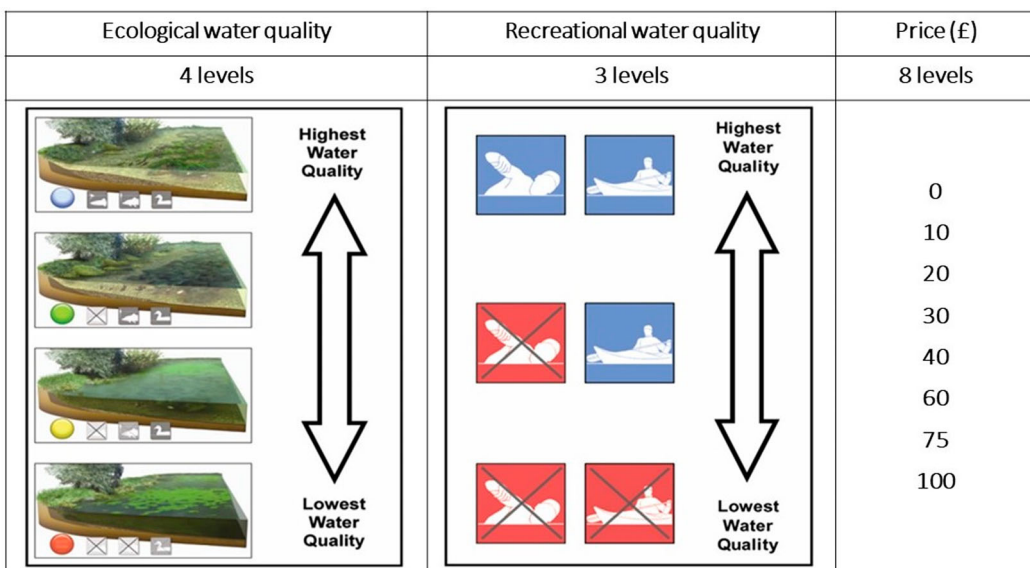 Ecological water quality
Recreational water quality
Price (£)
4 levels
3 levels
8 levels
Highest
Water
Quality
Lowest
Water
Quality
Highest
Water
Quality
Lowest
Water
Quality
0
10
20
30
40
60
75
100